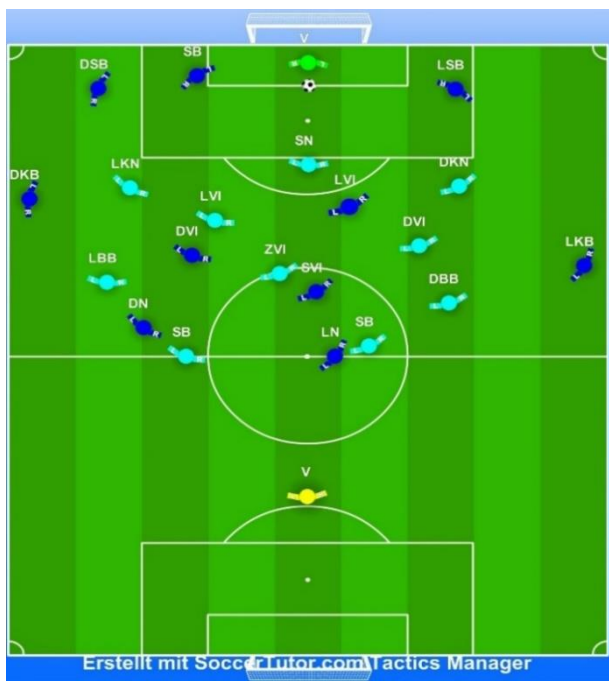 V
SB
DSB
LSB
SN
LKN
DKN
DKB
LVI
LVI
DVI
DVI
LBB
ZVI
LKB
SVI
DBB
DN
SB
LN
SB
V
Erstellt mit SoccerTutor.com Tactics Manager